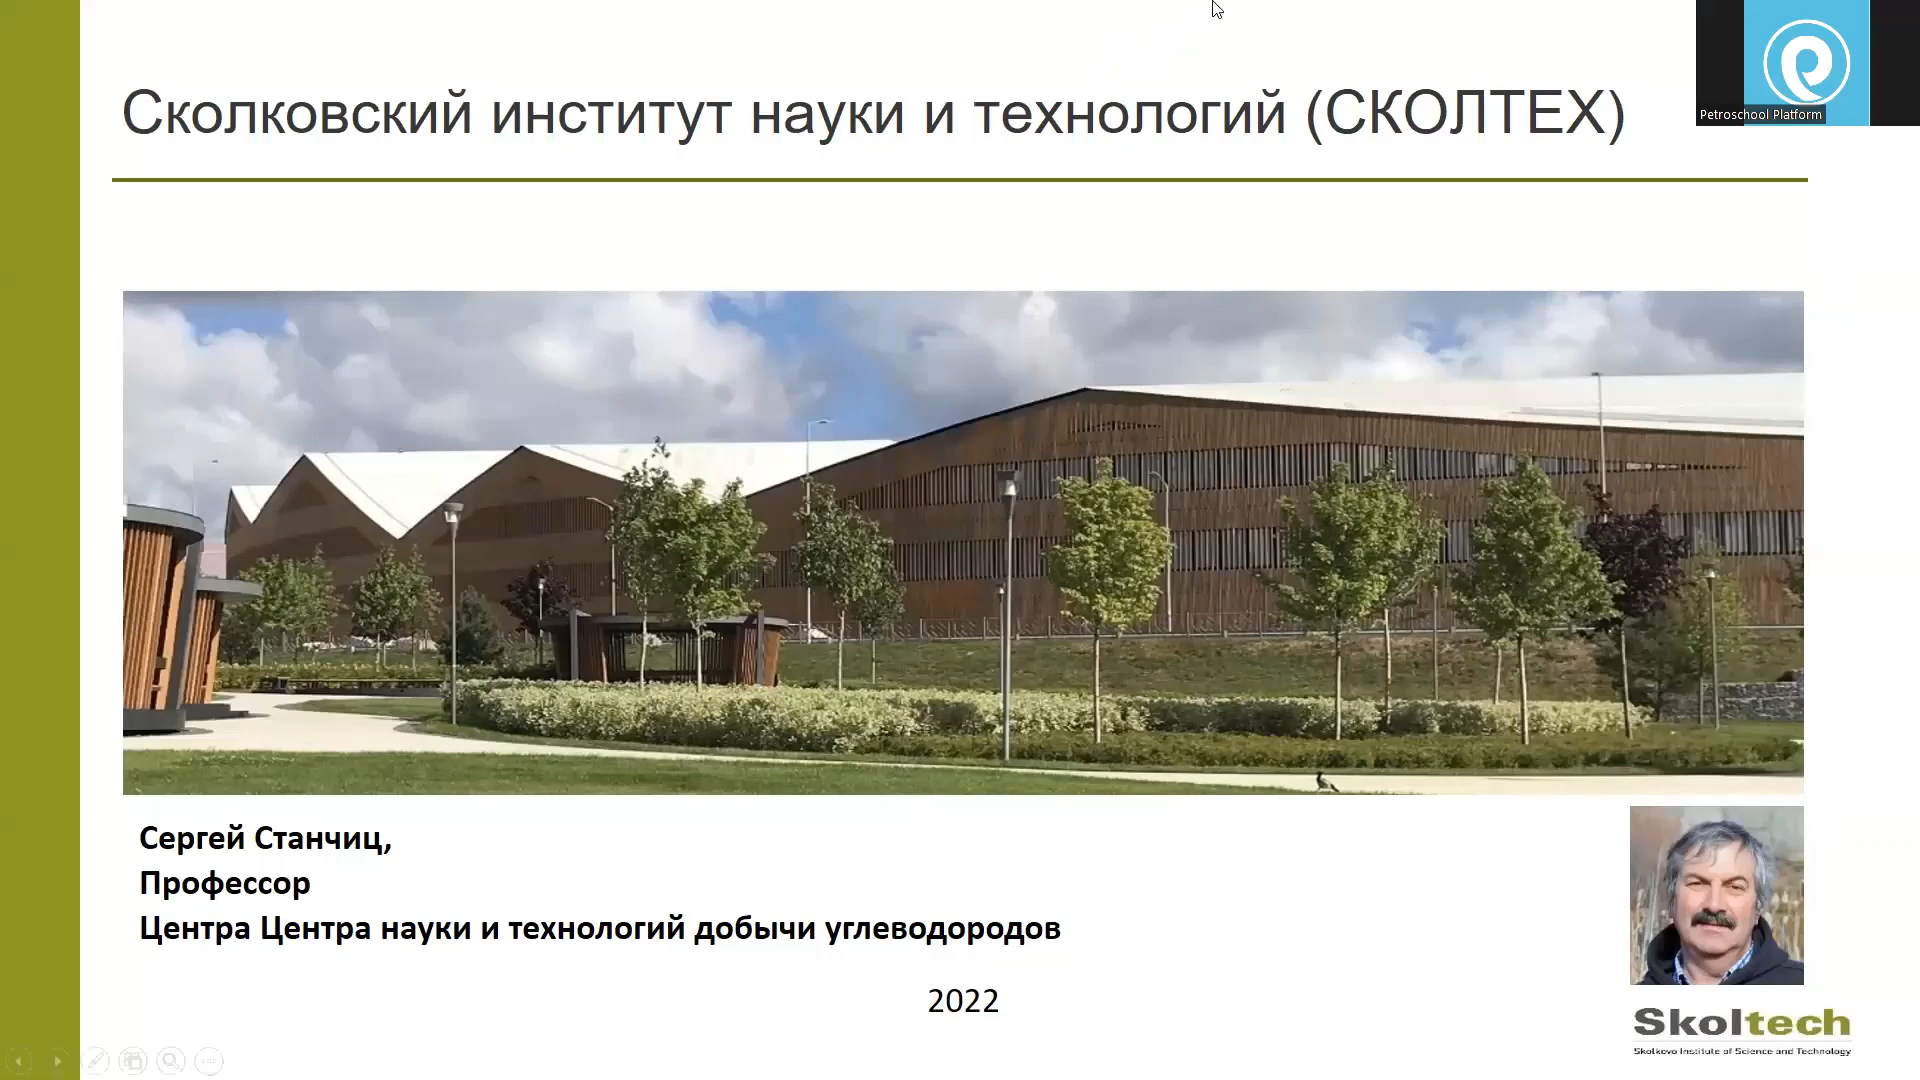 Сколковский институт науки и технологий (СКОЛТЕХ)
Petroschool Platform
Сергей Станчиц,
Профессор
Центра Центра науки и технологий добычи углеводородов
2022
Skoltech
Skolkovo Institute of Science and Technology